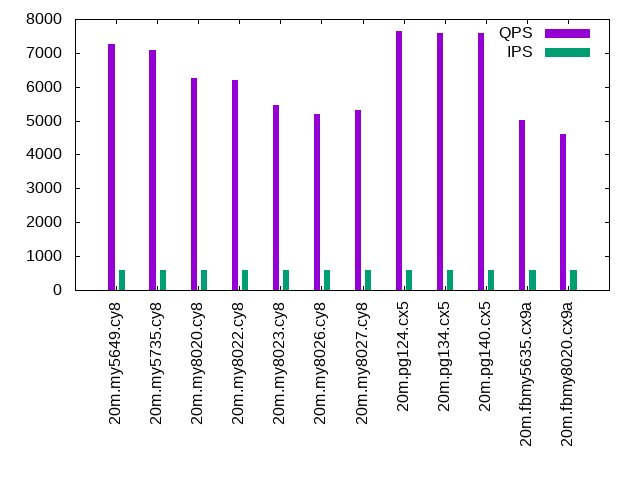 8000
7000
6000
5000
4000
3000
2000
1000
0
QPS
IPS
20m.my5649.cy8
20m.my5735.cy8
20m.my8020.cy8
20m.my8022.cy8
20m.my8023.cy8
20m.my8026.cy8
20m.my8027.cy8
20m.pg124.cx5
20m.pg134.cx5
20m.pg140.cx5
20m.fbmy5635.cx9a
20m.fbmy8020.cx9a